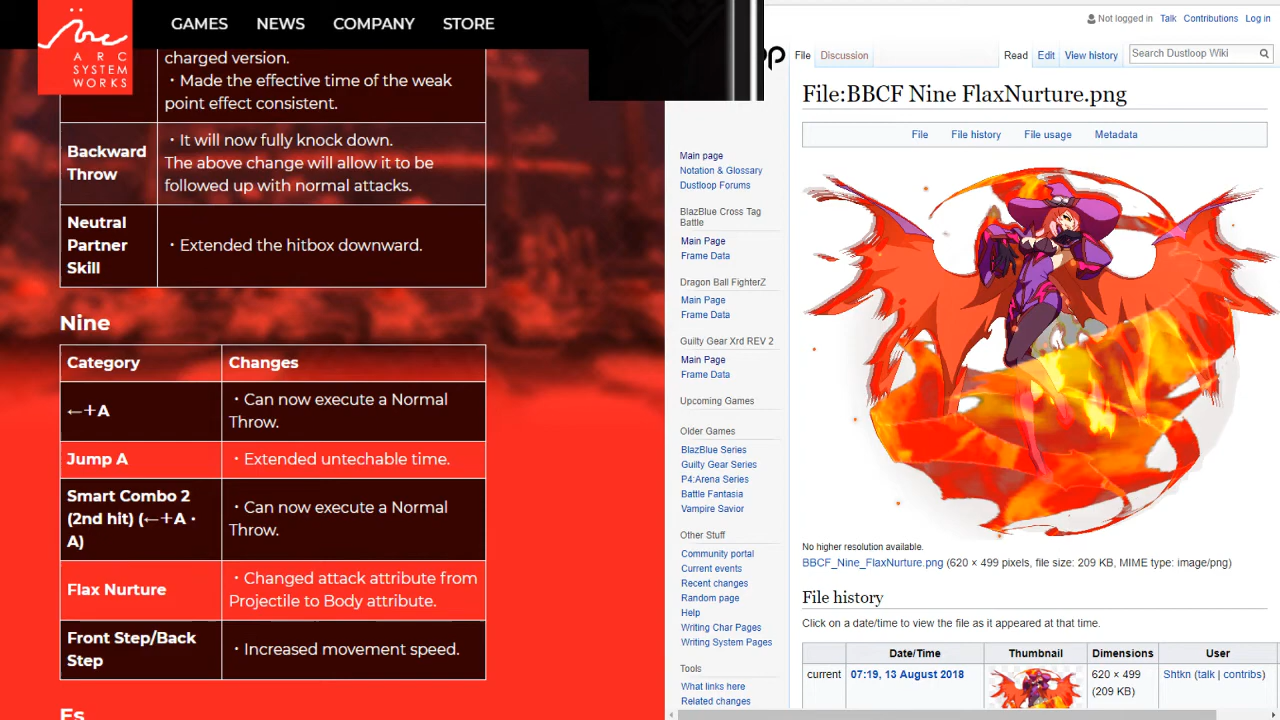 ARC
SYSTEM
WORKS
GAMES
NEWS
COMPANY
STORE
charged version.
・Made the effective time of the weak
point effect consistent.
Backward
Throw
・It will now fully knock down.
The above change will allow it to be
followed up with normal attacks.
Neutral
Partner
Skill
・Extended the hitbox downward.
Nine
Category
Changes
←+A
・Can now execute a Normal
Throw.
Jump A
・Extended untechable time.
Smart Combo 2
(2nd hit) (←+A・
A)
・Can now execute a Normal
Throw.
Flax Nurture
・Changed attack attribute from
Projectile to Body attribute.
Front Step/Back
Step
・Increased movement speed.
Es
Not logged in Talk Contributions Log in
File Discussion
Read Edit View history
Search Dustloop Wiki
File:BBCF Nine FlaxNurture.png
File File history File usage Metadata
Main page
Notation & Glossary
Dustloop Forums
BlazBlue Cross Tag
Battle
Main Page
Frame Data
Dragon Ball FighterZ
Main Page
Frame Data
Guilty Gear Xrd REV 2
Main Page
Frame Data
Upcoming Games
Older Games
BlazBlue Series
Guilty Gear Series
P4:Arena Series
Battle Fantasia
Vampire Savior
Other Stuff
Community portal
Current events
Recent changes
Random page
Help
Writing Char Pages
Writing System Pages
Tools
What links here
Related changes
No higher resolution available.
BBCF_Nine_FlaxNurture.png (620 × 499 pixels, file size: 209 KB, MIME type: image/png)
File history
Click on a date/time to view the file as it appeared at that time.
Date/Time Thumbnail Dimensions User
current 07:19, 13 August 2018 620 × 499
(209 KB) Shtkn (talk | contribs)